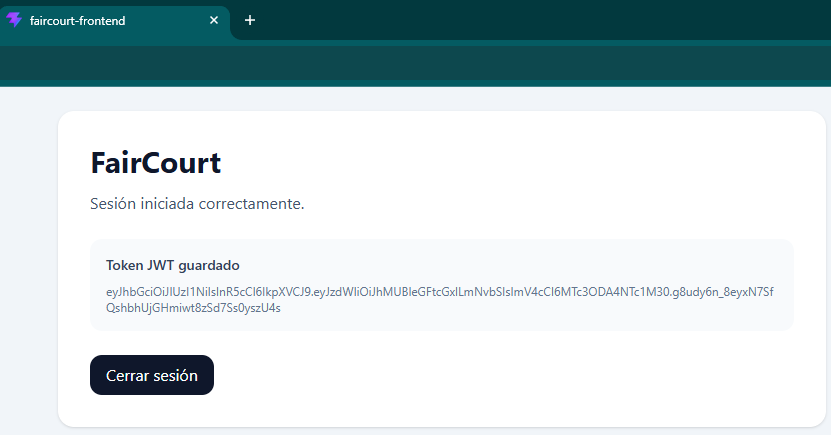 faircourt-frontend
FairCourt
Sesión iniciada correctamente.
Token JWT guardado
eyJhbGciOiJIUzI1NiIsInR5cCI6IkpXVCJ9.eyJzdWIiOiJhMUBleGFtcGxlLmNvbSIsImV4cCI6MTc3ODA4NTc1M30.g8udy6n_8eyxN7Sf
QshbhUjGHmiwt8zSd7Ss0yszU4s
Cerrar sesión